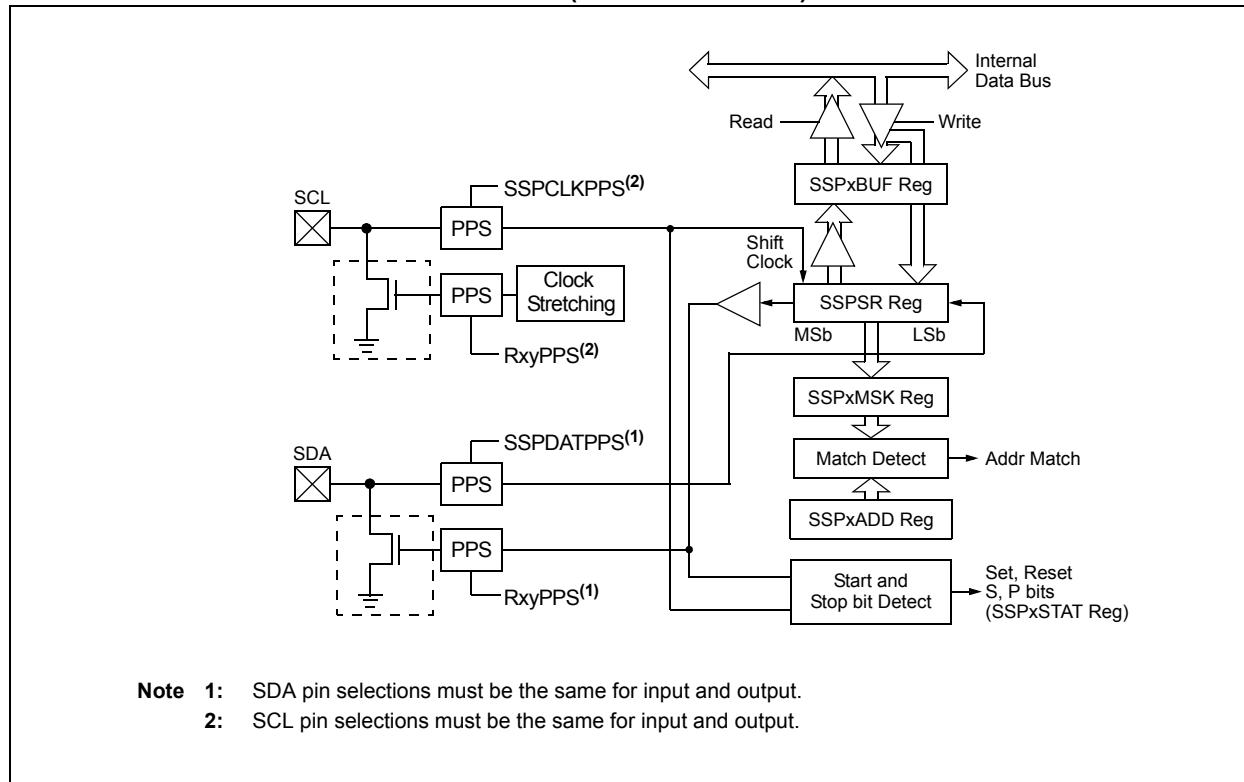 Internal
Data Bus
Read
Write
SSPxBUF Reg
SSPCLKPPS(2)
SCL
PPS
Shift
Clock
PPS
Clock
Stretching
SSPSR Reg
MSb
LSb
RxyPPS(2)
SSPxMSK Reg
SSPDATPPS(1)
SDA
PPS
Match Detect
Addr Match
SSPxADD Reg
PPS
RxyPPS(1)
Start and
Stop bit Detect
Set, Reset
S, P bits
(SSPxSTAT Reg)
Note 1: SDA pin selections must be the same for input and output.
2: SCL pin selections must be the same for input and output.